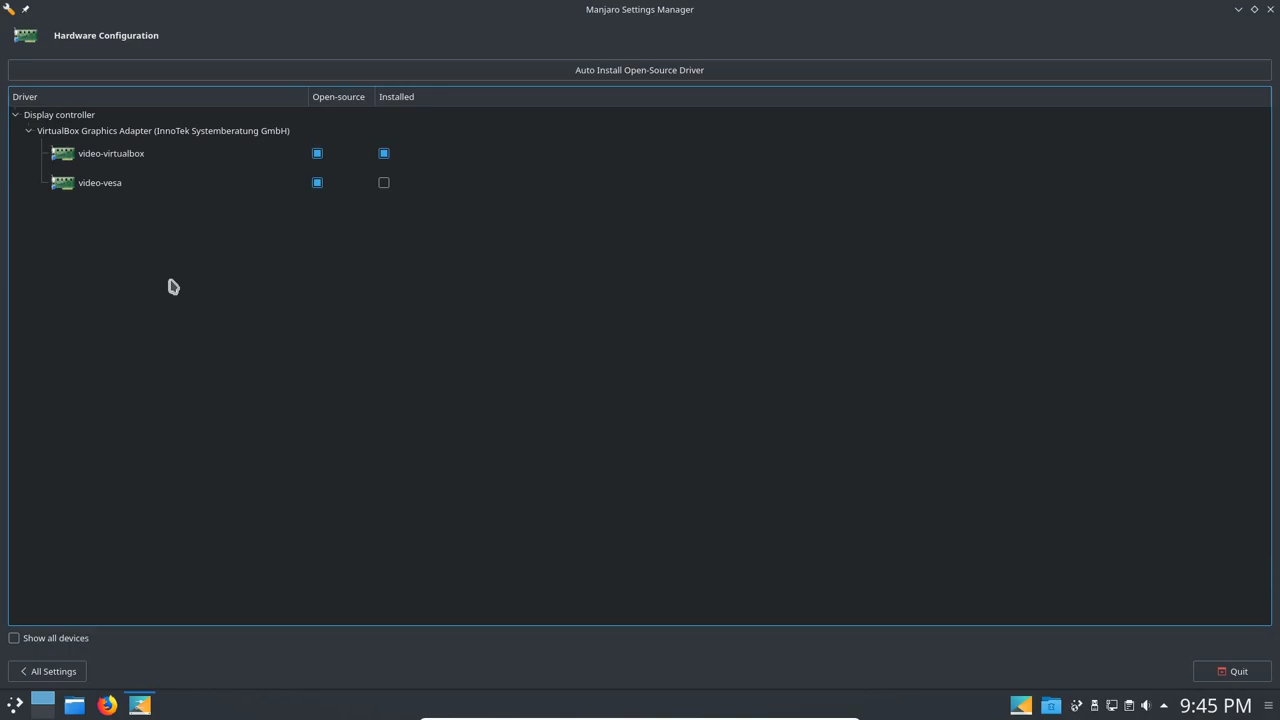 Manjaro Settings Manager
Hardware Configuration
Auto Install Open-Source Driver
Driver Open-source Installed
Display controller
VirtualBox Graphics Adapter (InnoTek Systemberatung GmbH)
video-virtualbox
video-vesa
Show all devices
All Settings Quit
9:45 PM